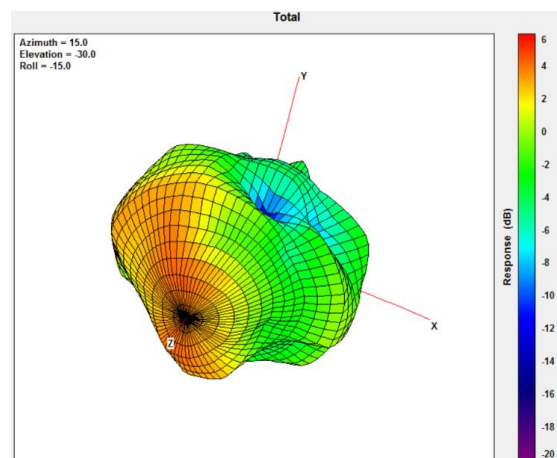 Total
Azimuth = 15.0
Elevation = -30.0
Roll = -15.0
Y
X
Z
6
4
2
0
-2
-4
-6
-8
-10
-12
-14
-16
-18
-20
Response (dB)